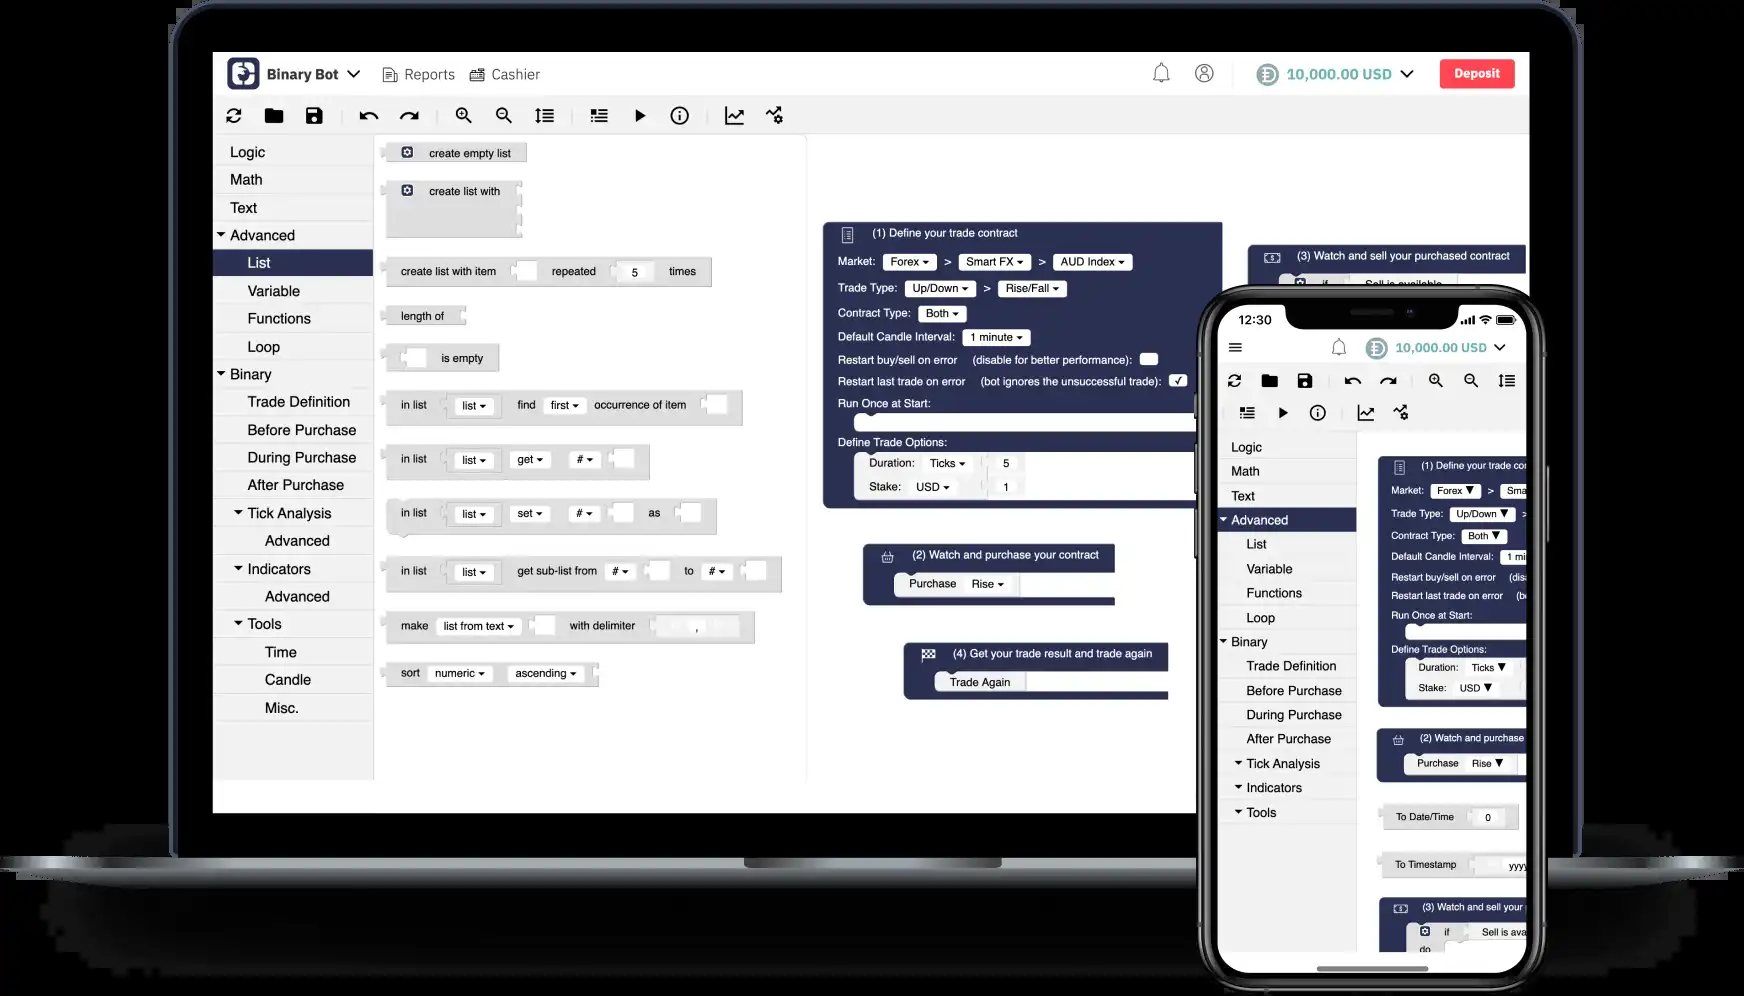 Binary Bot
Reports
Cashier
10,000.00 USD
Deposit
Logic
Math
Text
Advanced
List
Variable
Functions
Loop
Binary
Trade Definition
Before Purchase
During Purchase
After Purchase
Tick Analysis
Advanced
Indicators
Advanced
Tools
Time
Candle
Misc.
create empty list
create list with
create list with item repeated 5 times
length of
is empty
in list list find first occurrence of item
in list list get #
in list list set # as
in list list get sub-list from # to #
make list from text with delimiter ,
sort numeric ascending
(1) Define your trade contract
Market: Forex > Smart FX > AUD Index
Trade Type: Up/Down > Rise/Fall
Contract Type: Both
Default Candle Interval: 1 minute
Restart buy/sell on error (disable for better performance):
Restart last trade on error (bot ignores the unsuccessful trade):
Run Once at Start:
Define Trade Options:
Duration: Ticks 5
Stake: USD 1
(2) Watch and purchase your contract
Purchase Rise
(4) Get your trade result and trade again
Trade Again
(3) Watch and sell your purchased contract
if Sell is available
12:30
10,000.00 USD
Logic
Math
Text
Advanced
List
Variable
Functions
Loop
Binary
Trade Definition
Before Purchase
During Purchase
After Purchase
Tick Analysis
Indicators
Tools
(1) Define your trade con
Market: Forex > Sma
Trade Type: Up/Down >
Contract Type: Both
Default Candle Interval: 1 min
Restart buy/sell on error (disa
Restart last trade on error (bo
Run Once at Start:
Define Trade Options:
Duration: Ticks
Stake: USD
(2) Watch and purchase
Purchase Rise
To Date/Time 0
To Timestamp yyyy
(3) Watch and sell your
if Sell is ava
do